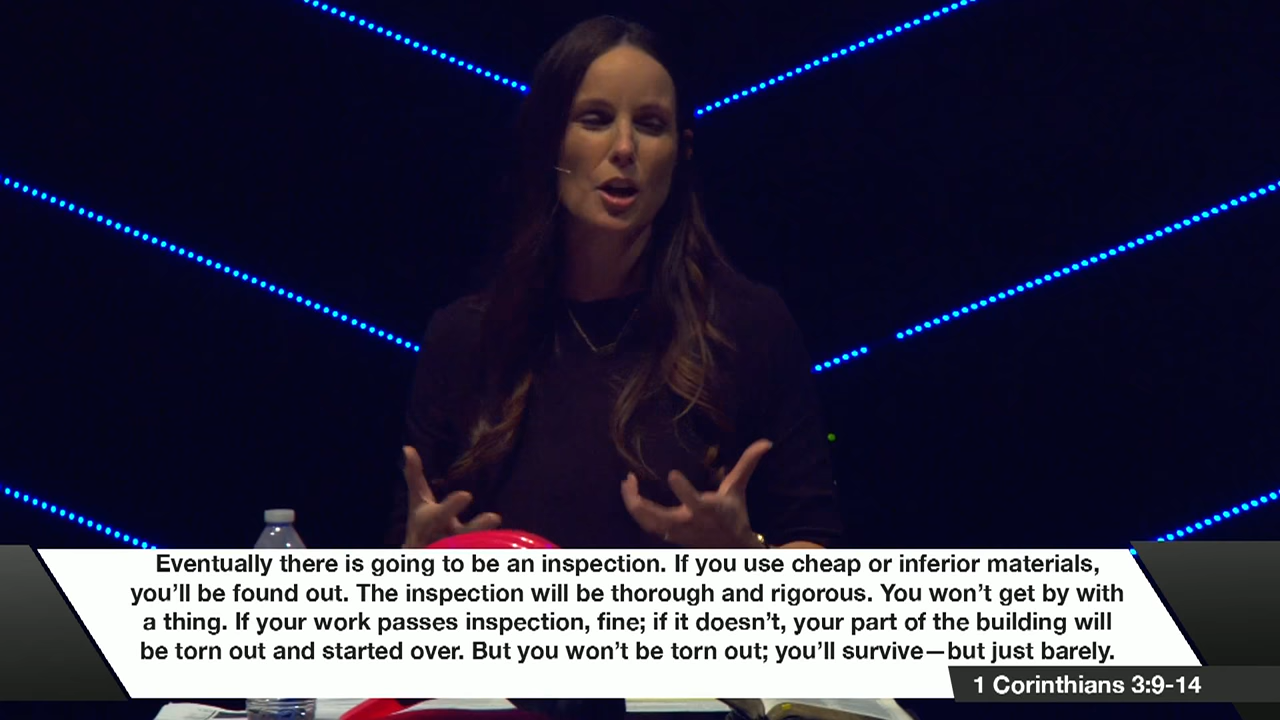 Eventually there is going to be an inspection. If you use cheap or inferior materials,
you’ll be found out. The inspection will be thorough and rigorous. You won’t get by with
a thing. If your work passes inspection, fine; if it doesn’t, your part of the building will
be torn out and started over. But you won’t be torn out; you’ll survive—but just barely.
1 Corinthians 3:9-14